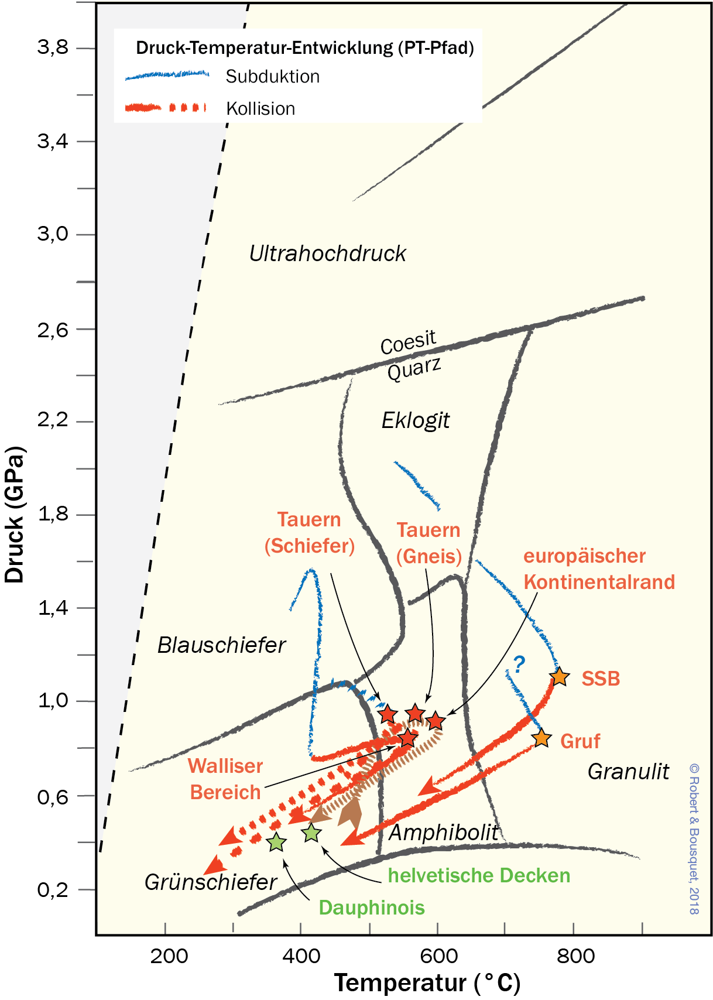 Druck-Temperatur-Entwicklung (PT-Pfad)
Subduktion
Kollision
3,8
3,4
3,0
2,6
2,2
1,8
1,4
1,0
0,6
0,2
Druck (GPa)
Ultrahochdruck
Coesit
Quarz
Eklogit
Tauern
(Schiefer)
Tauern
(Gneis)
europäischer
Kontinentalrand
Blauschiefer
?
SSB
Gruf
Walliser
Bereich
Granulit
Amphibolit
Grünschiefer
helvetische Decken
Dauphinois
© Robert & Bousquet, 2018
200
400
600
800
Temperatur (°C)